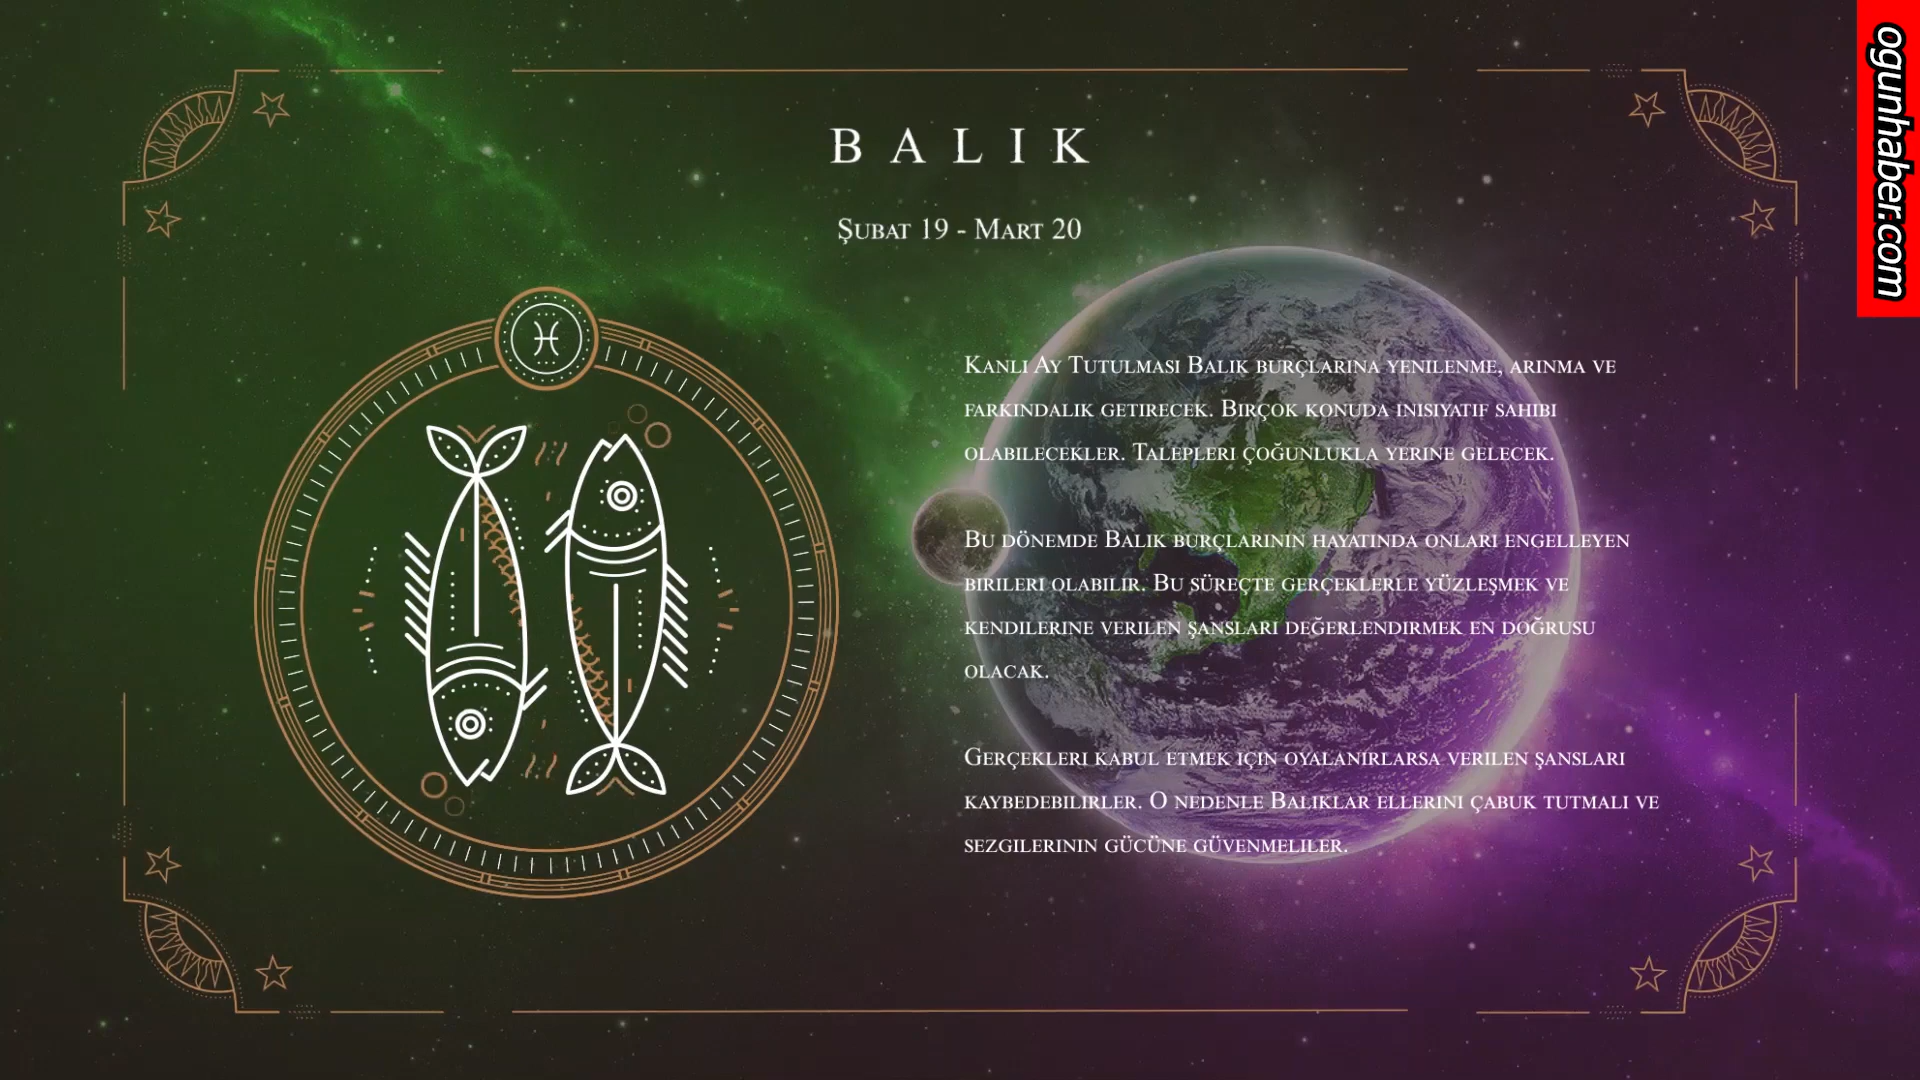 BALIK
Şubat 19 - Mart 20
Kanlı Ay Tutulması Balık burçlarına yenilenme, arınma ve
farkındalık getirecek. Birçok konuda inisiyatif sahibi
olabilecekler. Talepleri çoğunlukla yerine gelecek.
Bu dönemde Balık burçlarının hayatında onları engelleyen
birileri olabilir. Bu süreçte gerçeklerle yüzleşmek ve
kendilerine verilen şansları değerlendirmek en doğrusu
olacak.
Gerçekleri kabul etmek için oyalanırlarsa verilen şansları
kaybedebilirler. O nedenle Balıklar ellerini çabuk tutmalı ve
sezgilerinin gücüne güvenmeliler.
ogunhaber.com